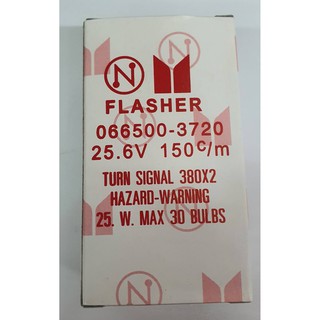 N
FLASHER
066500-3720
25.6V 150c/m
TURN SIGNAL 380X2
HAZARD-WARNING
25. W. MAX 30 BULBS